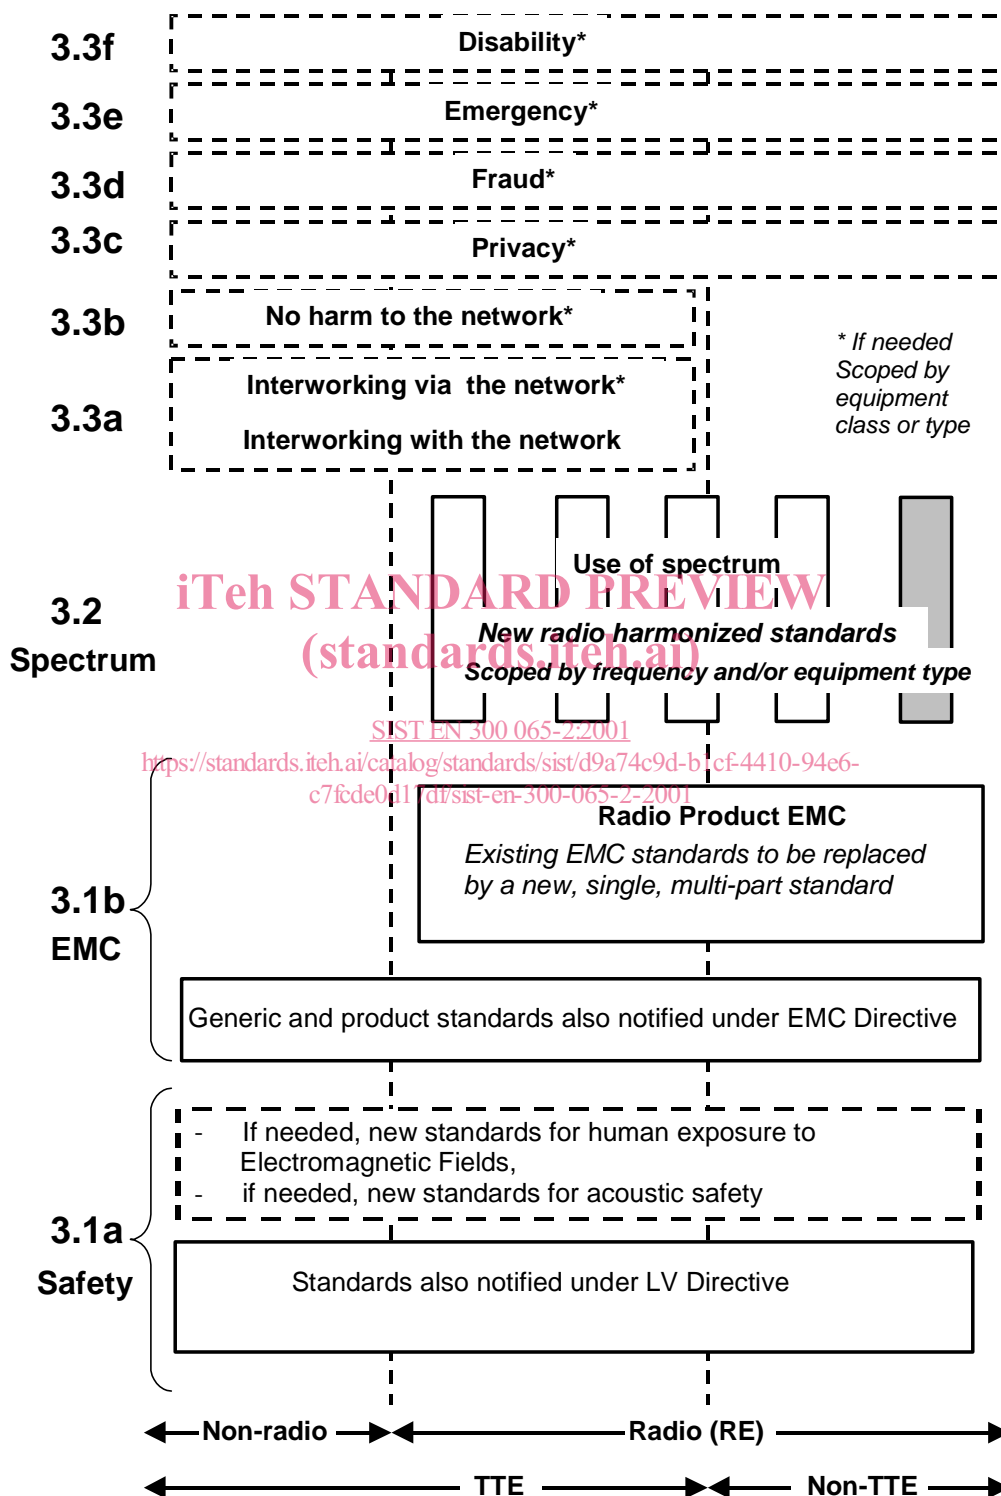 3.3f
Disability*
3.3e
Emergency*
3.3d
Fraud*
3.3c
Privacy*
3.3b
No harm to the network*
* If needed
Scoped by
equipment
class or type
3.3a
Interworking via the network*
Interworking with the network
Use of spectrum
iTeh STANDARD PREVIEW
3.2
Spectrum
New radio harmonized standards
(standards.iteh.ai)
Scoped by frequency and/or equipment type
SIST EN 300 065-2:2001
https://standards.iteh.ai/catalog/standards/sist/d9a74c9d-b1cf-4410-94e6-
c7fcde0d17df/sist-en-300-065-2-2001
Radio Product EMC
Existing EMC standards to be replaced
by a new, single, multi-part standard
3.1b
EMC
Generic and product standards also notified under EMC Directive
- If needed, new standards for human exposure to
Electromagnetic Fields,
- if needed, new standards for acoustic safety
3.1a
Safety
Standards also notified under LV Directive
Non-radio
Radio (RE)
TTE
Non-TTE